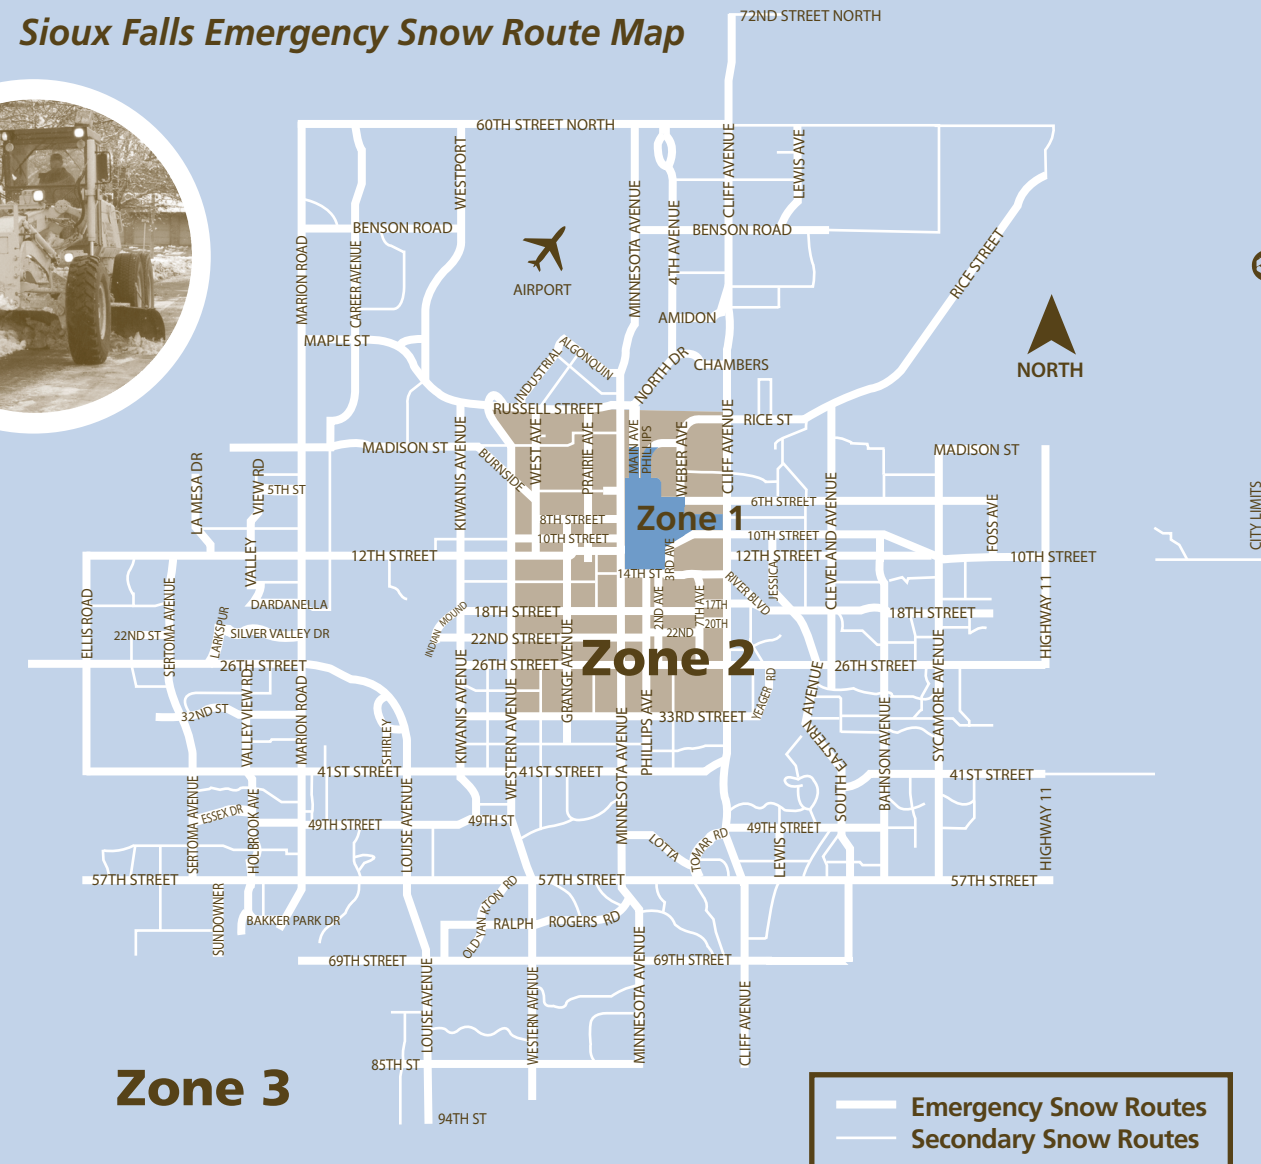 72ND STREET NORTH
Sioux Falls Emergency Snow Route Map
60TH STREET NORTH
WESTPORT
CLIFF AVENUE
LEWIS AVE
MINNESOTA AVENUE
4TH AVENUE
BENSON ROAD
BENSON ROAD
MARION ROAD
CAREER AVENUE
RICE STREET
AIRPORT
AMIDON
MAPLE ST
INDUSTRIAL
ALGONQUIN
NORTH DR
CHAMBERS
NORTH
RUSSELL STREET
RICE ST
KIWANIS AVENUE
WEST AVE
PRAIRIE AVE
MAIN AVE
PHILLIPS
WEBER AVE
CLIFF AVENUE
MADISON ST
MADISON ST
BURNSIDE
LA MESA DR
VIEW RD
VALLEY
5TH ST
6TH STREET
CLEVELAND AVENUE
FOSS AVE
CITY LIMITS
8TH STREET
Zone 1
10TH STREET
10TH STREET
12TH STREET
12TH STREET
10TH STREET
3RD AVE
14TH ST
RIVER BLVD
JESSICA
HIGHWAY 11
ELLIS ROAD
SERTOMA AVENUE
LARKSPUR
DARDANELLA
INDIAN MOUND
18TH STREET
2ND AVE
7TH AVE
17TH
18TH STREET
20TH
22ND ST
SILVER VALLEY DR
22ND STREET
22ND
GRANGE AVENUE
Zone 2
26TH STREET
26TH STREET
26TH STREET
KIWANIS AVENUE
VALLEY VIEW RD
MARION ROAD
WESTERN AVENUE
YEAGER RD
SOUTH EASTERN AVENUE
SYCAMORE AVENUE
BAHNSON AVENUE
32ND ST
33RD STREET
SHIRLEY
MINNESOTA AVENUE
PHILLIPS AVE
41ST STREET
41ST STREET
41ST STREET
SERTOMA AVENUE
HOLBROOK AVE
LOUISE AVENUE
HIGHWAY 11
ESSEX DR
49TH STREET
49TH ST
49TH STREET
LOTTA
TOMAR RD
LEWIS
57TH STREET
57TH STREET
57TH STREET
SUNDOWNER
BAKKER PARK DR
OLD YANKTON RD
RALPH ROGERS RD
69TH STREET
69TH STREET
LOUISE AVENUE
WESTERN AVENUE
MINNESOTA AVENUE
CLIFF AVENUE
85TH ST
Zone 3
94TH ST
Emergency Snow Routes
Secondary Snow Routes